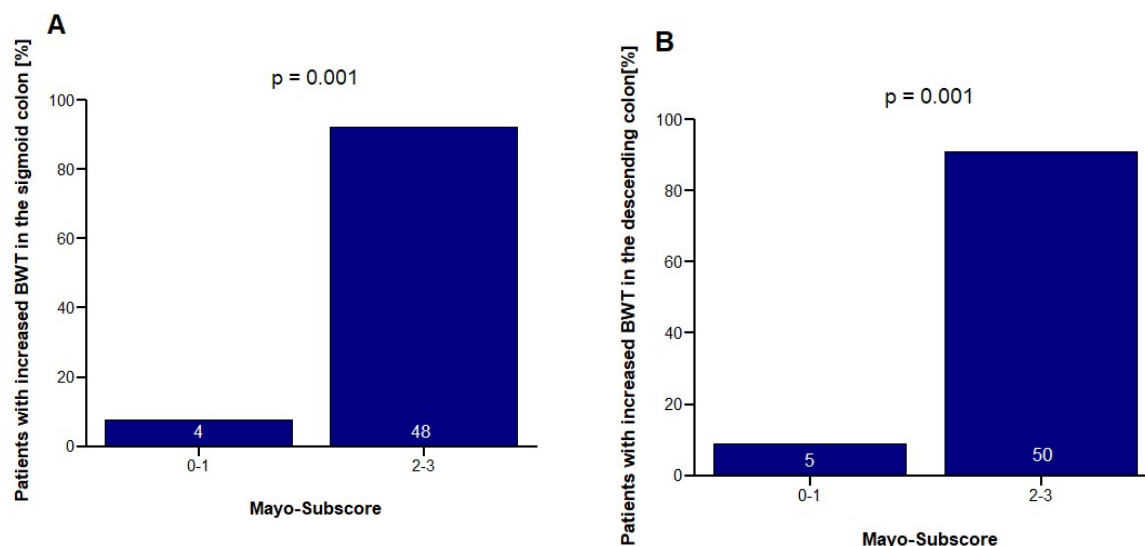 A
p = 0.001
Patients with increased BWT in the sigmoid colon[%]
100
80
60
40
20
0
4
48
0-1
2-3
Mayo-Subscore
B
p = 0.001
Patients with increased BWT in the descending colon[%]
100
80
60
40
20
0
5
50
0-1
2-3
Mayo-Subscore